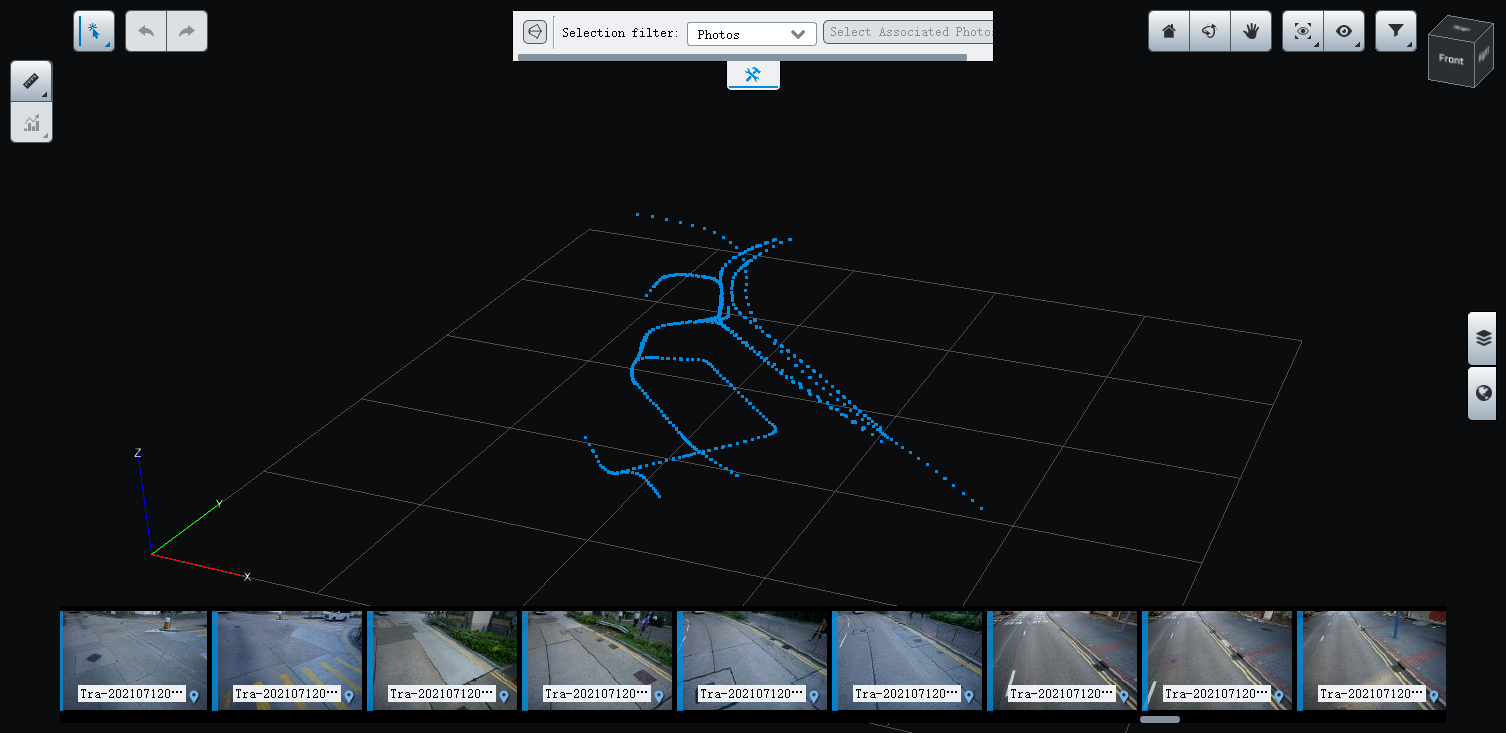 Selection filter:
Photos
Select Associated Photo
Front
Z
Y
X
Tra-202107120•••
Tra-202107120•••
Tra-202107120•••
Tra-202107120•••
Tra-202107120•••
Tra-202107120•••
Tra-202107120•••
Tra-202107120•••
Tra-202107120•••